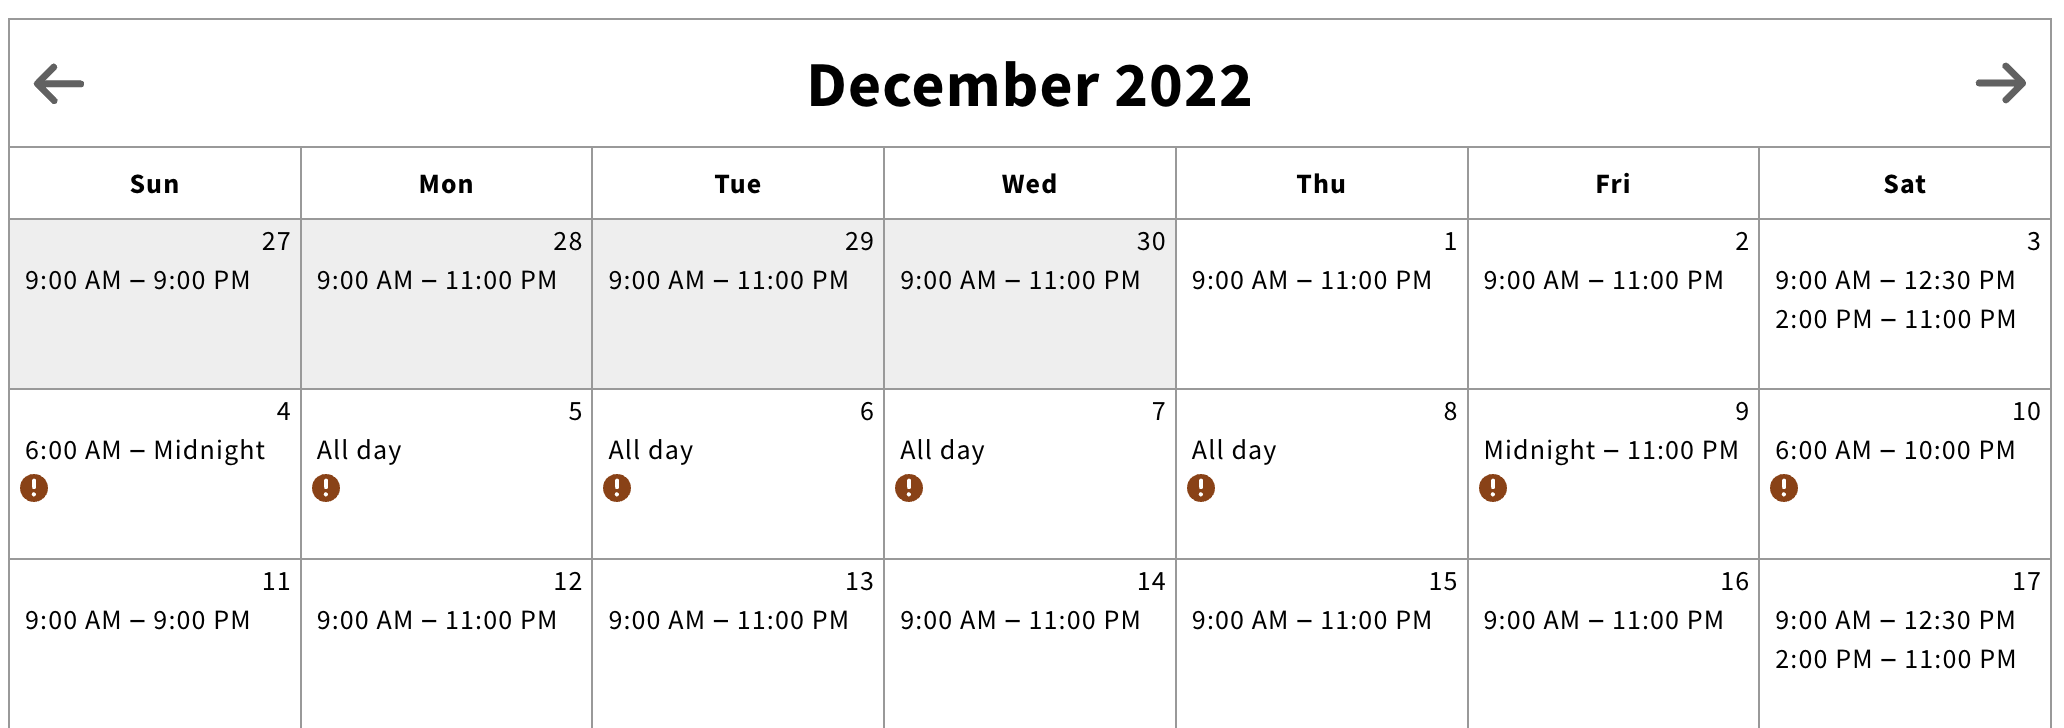 December 2022
Sun Mon Tue Wed Thu Fri Sat
27 28 29 30 1 2 3
9:00 AM – 9:00 PM 9:00 AM – 11:00 PM 9:00 AM – 11:00 PM 9:00 AM – 11:00 PM 9:00 AM – 11:00 PM 9:00 AM – 11:00 PM 9:00 AM – 12:30 PM
2:00 PM – 11:00 PM
4 5 6 7 8 9 10
6:00 AM – Midnight All day All day All day All day Midnight – 11:00 PM 6:00 AM – 10:00 PM
11 12 13 14 15 16 17
9:00 AM – 9:00 PM 9:00 AM – 11:00 PM 9:00 AM – 11:00 PM 9:00 AM – 11:00 PM 9:00 AM – 11:00 PM 9:00 AM – 11:00 PM 9:00 AM – 12:30 PM
2:00 PM – 11:00 PM